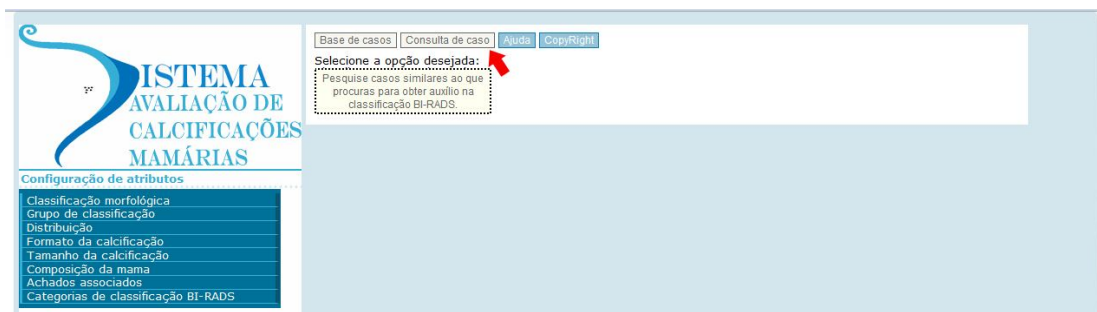 ISTEMA
AVALIAÇÃO DE
CALCIFICAÇÕES
MAMÁRIAS
Configuração de atributos
Classificação morfológica
Grupo de classificação
Distribuição
Formato da calcificação
Tamanho da calcificação
Composição da mama
Achados associados
Categorias de classificação BI-RADS
Base de casos Consulta de caso Ajuda CopyRight
Selecione a opção desejada:
Pesquise casos similares ao que
procuras para obter auxílio na
classificação BI-RADS.